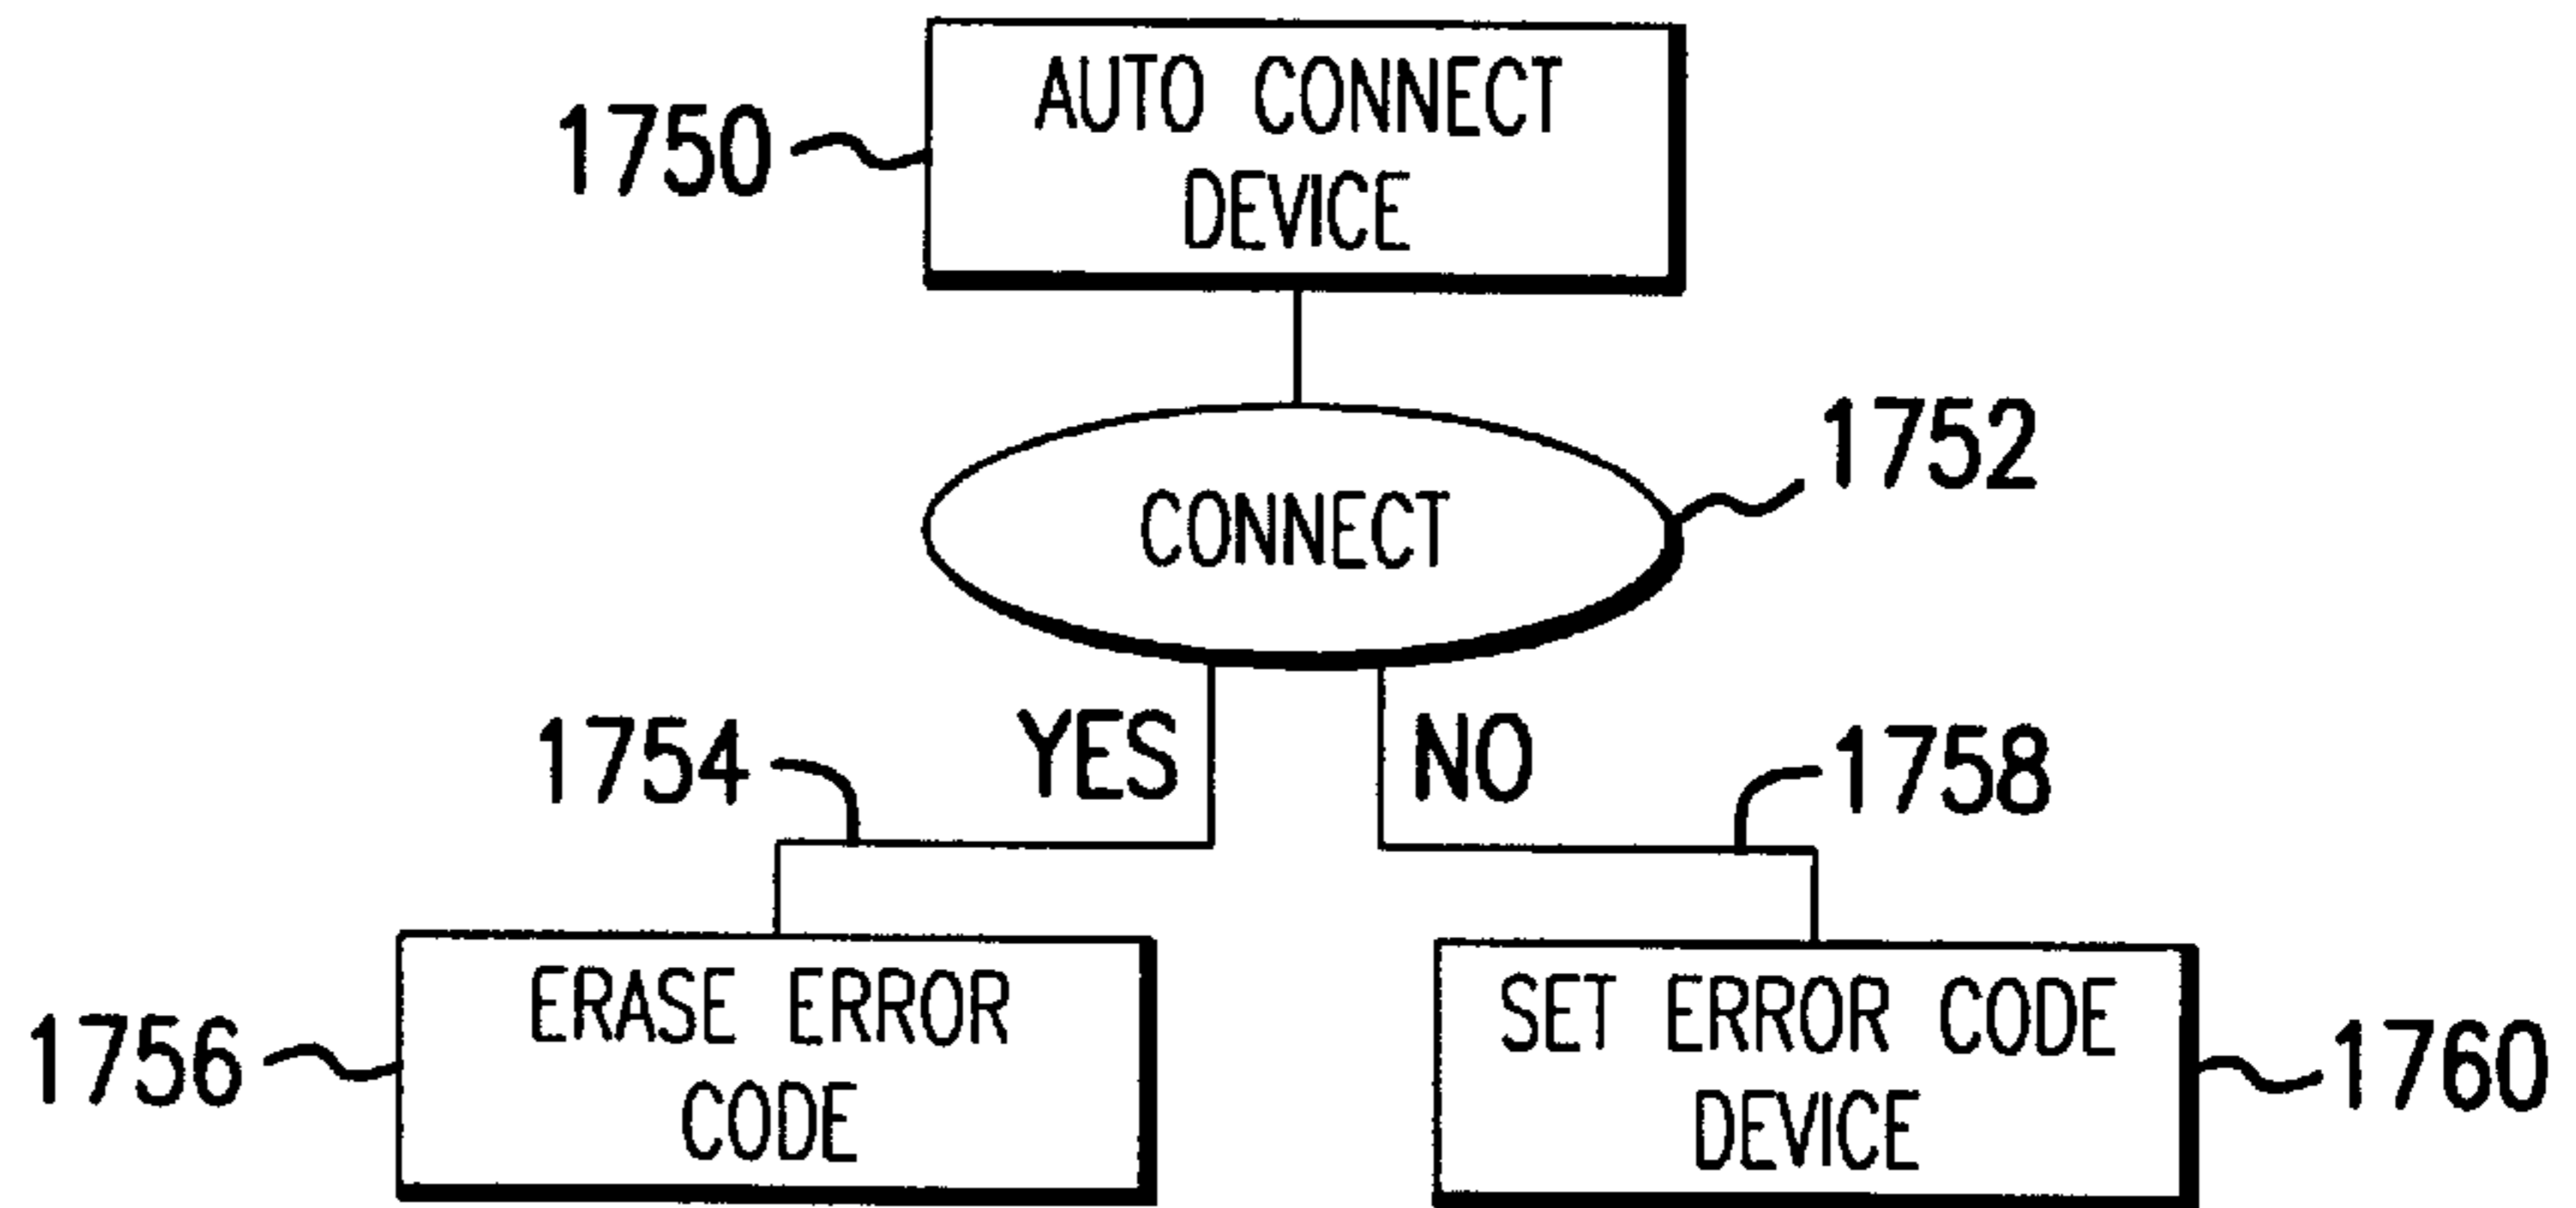 AUTO CONNECT
DEVICE
1750
CONNECT
1752
YES
NO
1754
1758
ERASE ERROR
CODE
1756
SET ERROR CODE
DEVICE
1760